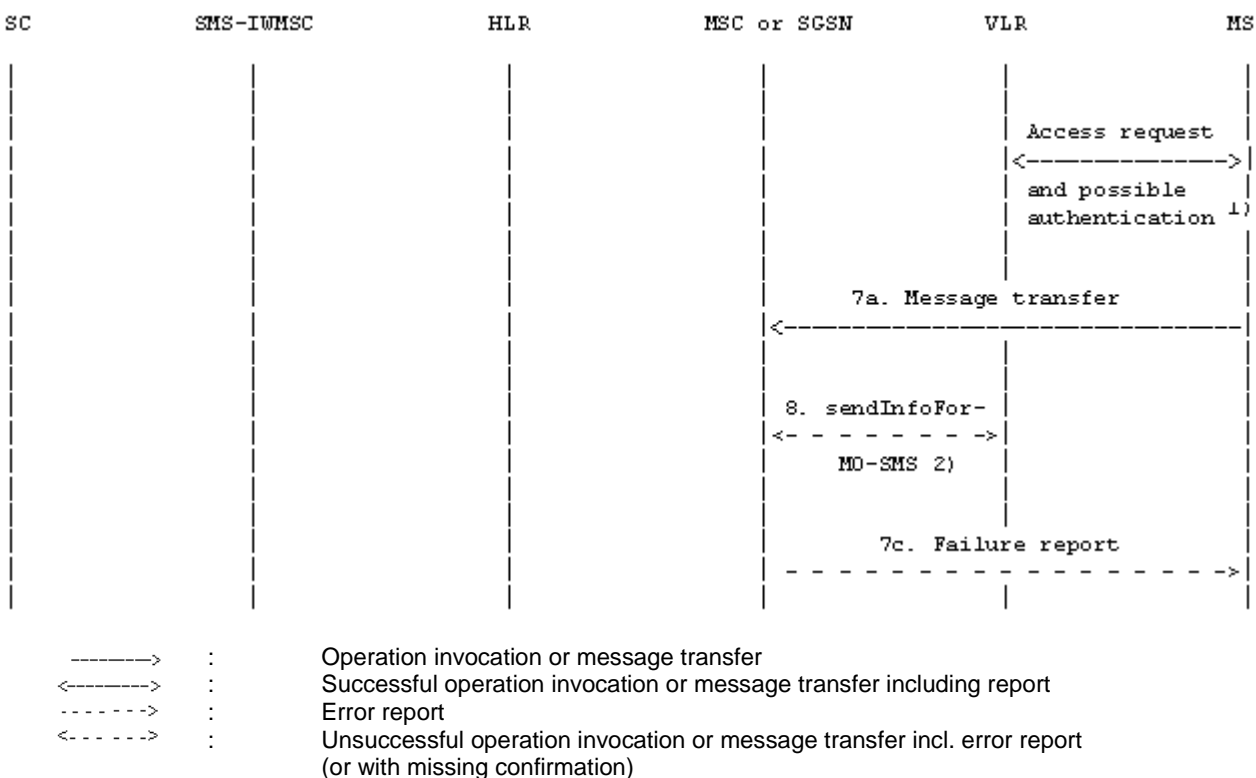 SC SMS-IWMSC HLR MSC or SGSN VLR MS
Access request
and possible
authentication 1)
7a. Message transfer
8. sendInfoFor-
MO-SMS 2)
7c. Failure report
: Operation invocation or message transfer
: Successful operation invocation or message transfer including report
: Error report
: Unsuccessful operation invocation or message transfer incl. error report
(or with missing confirmation)